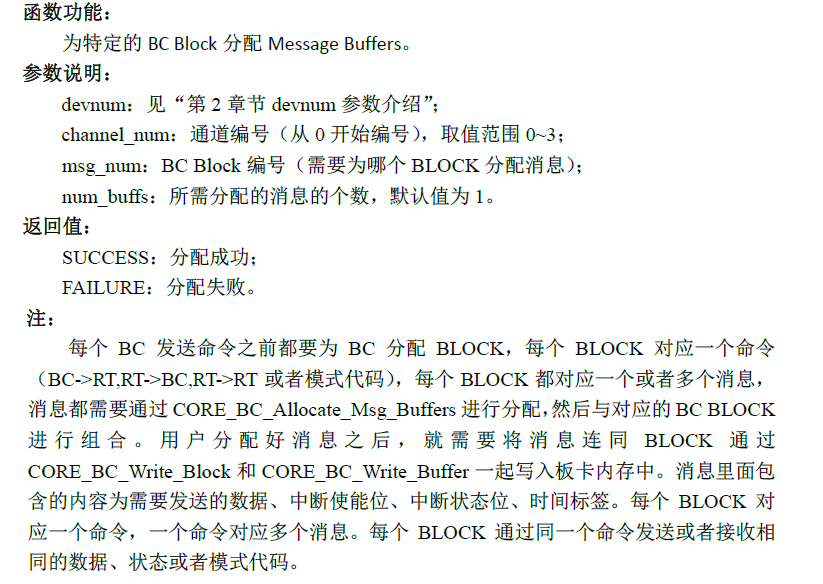 函数功能：
为特定的 BC Block 分配 Message Buffers。
参数说明：
devnum：见“第 2 章节 devnum 参数介绍”；
channel_num：通道编号（从 0 开始编号），取值范围 0~3；
msg_num：BC Block 编号（需要为哪个 BLOCK 分配消息）；
num_buffs：所需分配的消息的个数，默认值为 1。
返回值：
SUCCESS：分配成功；
FAILURE：分配失败。
注：
每个 BC 发送命令之前都要为 BC 分配 BLOCK，每个 BLOCK 对应一个命令
（BC->RT,RT->BC,RT->RT 或者模式代码），每个 BLOCK 都对应一个或者多个消息，
消息都需要通过 CORE_BC_Allocate_Msg_Buffers 进行分配，然后与对应的 BC BLOCK
进行组合。用户分配好消息之后，就需要将消息连同 BLOCK 通过
CORE_BC_Write_Block 和 CORE_BC_Write_Buffer 一起写入板卡内存中。消息里面包
含的内容为需要发送的数据、中断使能位、中断状态位、时间标签。每个 BLOCK 对
应一个命令，一个命令对应多个消息。每个 BLOCK 通过同一个命令发送或者接收相
同的数据、状态或者模式代码。